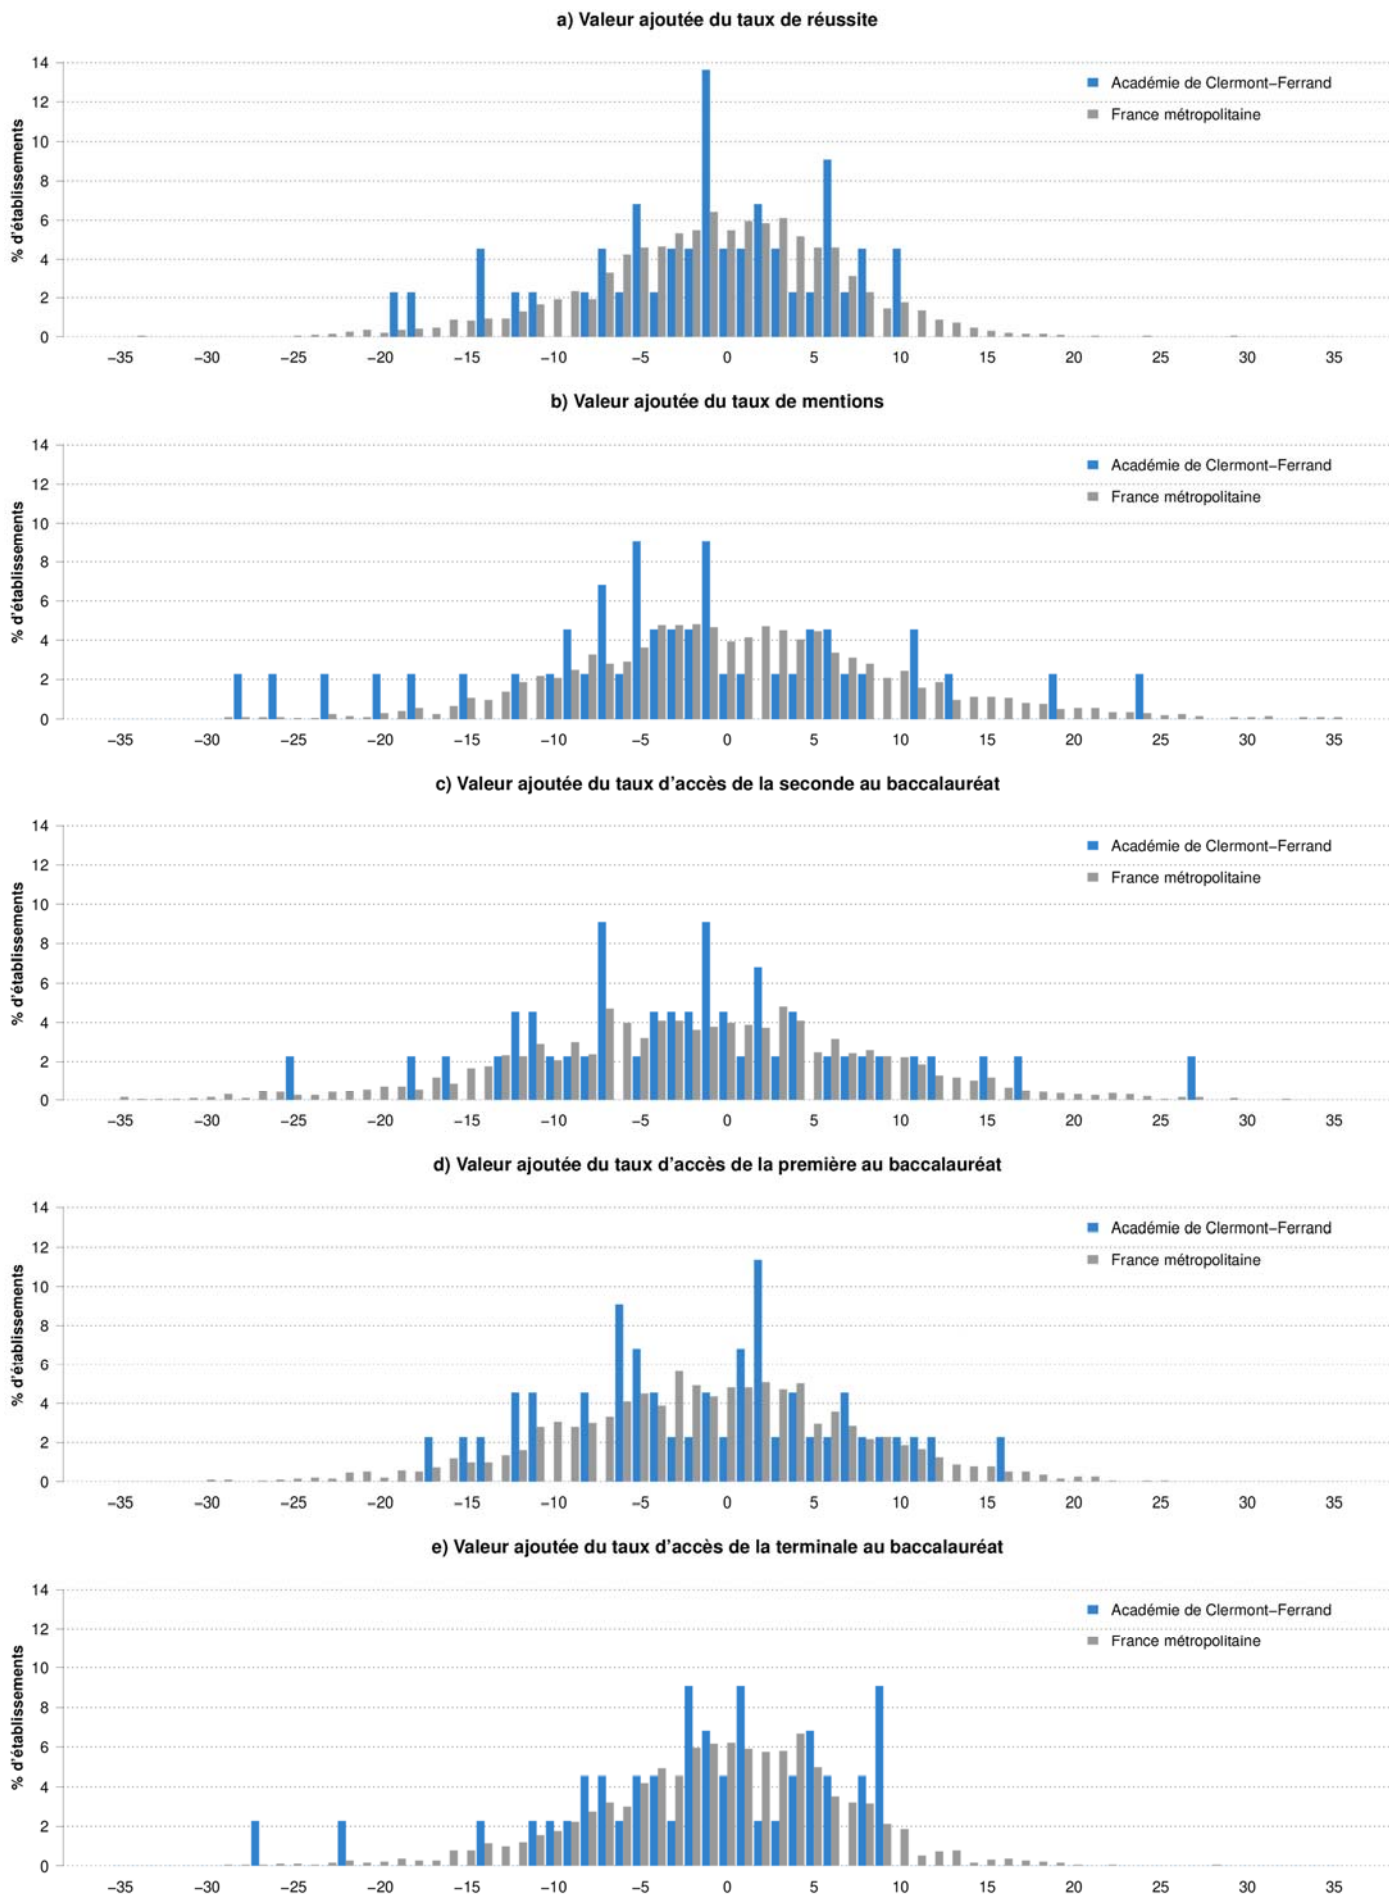 a) Valeur ajoutée du taux de réussite
% d'établissements
14
12
10
8
6
4
2
0
Académie de Clermont–Ferrand
France métropolitaine
−35 −30 −25 −20 −15 −10 −5 0 5 10 15 20 25 30 35
b) Valeur ajoutée du taux de mentions
% d'établissements
14
12
10
8
6
4
2
0
Académie de Clermont–Ferrand
France métropolitaine
−35 −30 −25 −20 −15 −10 −5 0 5 10 15 20 25 30 35
c) Valeur ajoutée du taux d'accès de la seconde au baccalauréat
% d'établissements
14
12
10
8
6
4
2
0
Académie de Clermont–Ferrand
France métropolitaine
−35 −30 −25 −20 −15 −10 −5 0 5 10 15 20 25 30 35
d) Valeur ajoutée du taux d'accès de la première au baccalauréat
% d'établissements
14
12
10
8
6
4
2
0
Académie de Clermont–Ferrand
France métropolitaine
−35 −30 −25 −20 −15 −10 −5 0 5 10 15 20 25 30 35
e) Valeur ajoutée du taux d'accès de la terminale au baccalauréat
% d'établissements
14
12
10
8
6
4
2
0
Académie de Clermont–Ferrand
France métropolitaine
−35 −30 −25 −20 −15 −10 −5 0 5 10 15 20 25 30 35